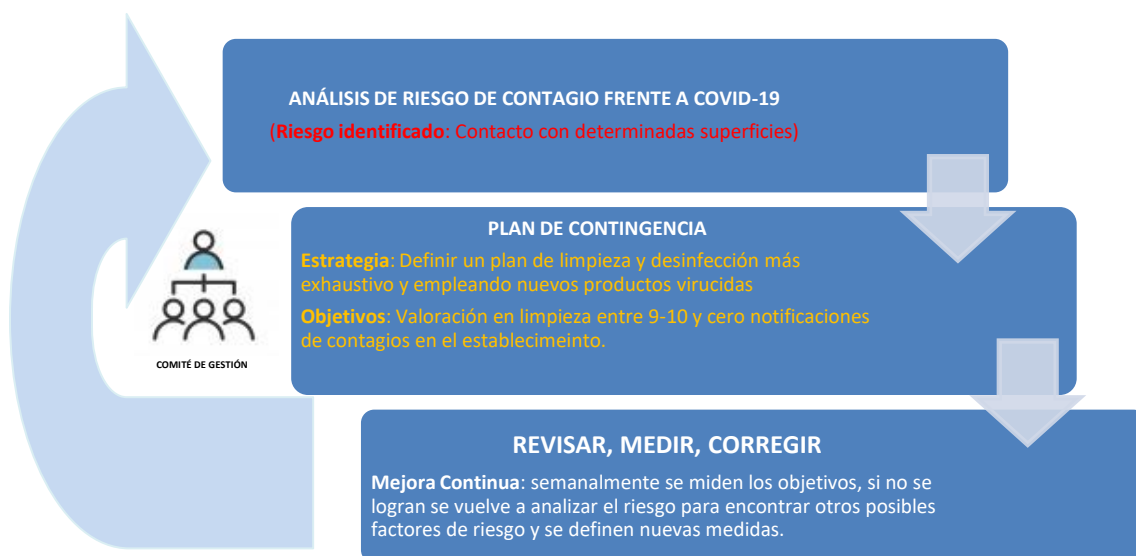 ANÁLISIS DE RIESGO DE CONTAGIO FRENTE A COVID-19
(Riesgo identificado: Contacto con determinadas superficies)
PLAN DE CONTINGENCIA
Estrategia: Definir un plan de limpieza y desinfección más
exhaustivo y empleando nuevos productos virucidas
Objetivos: Valoración en limpieza entre 9-10 y cero notificaciones
de contagios en el establecimeinto.
COMITÉ DE GESTIÓN
REVISAR, MEDIR, CORREGIR
Mejora Continua: semanalmente se miden los objetivos, si no se
logran se vuelve a analizar el riesgo para encontrar otros posibles
factores de riesgo y se definen nuevas medidas.